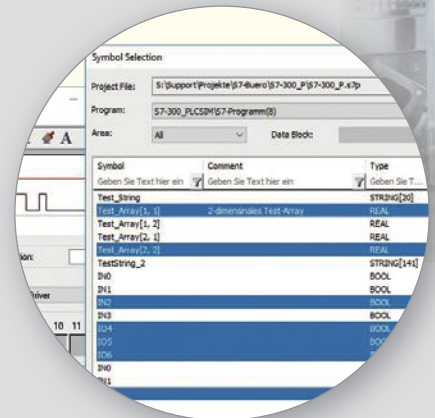 Symbol Selection
Project File: S:\Support\Projekte\S7-Buero\S7-300_P\S7-300_P.s7p
Program: S7-300_PLCSIM\S7-Programm(8)
Area: All Data Block:
A
Symbol Comment Type
Geben Sie Text hier ein Geben Sie Text hier ein Geben Sie T...
Test_String STRING[20]
Test_Array[1, 1] 2-dimensinales Test-Array REAL
Test_Array[1, 2] REAL
Test_Array[2, 1] REAL
Test_Array[2, 2] REAL
TestString_2 STRING[141]
IN0 BOOL
IN1 BOOL
IN2 BOOL
IN3 BOOL
10 11 IO4 BOOL
IO5 BOOL
IO6
IN0
IN1